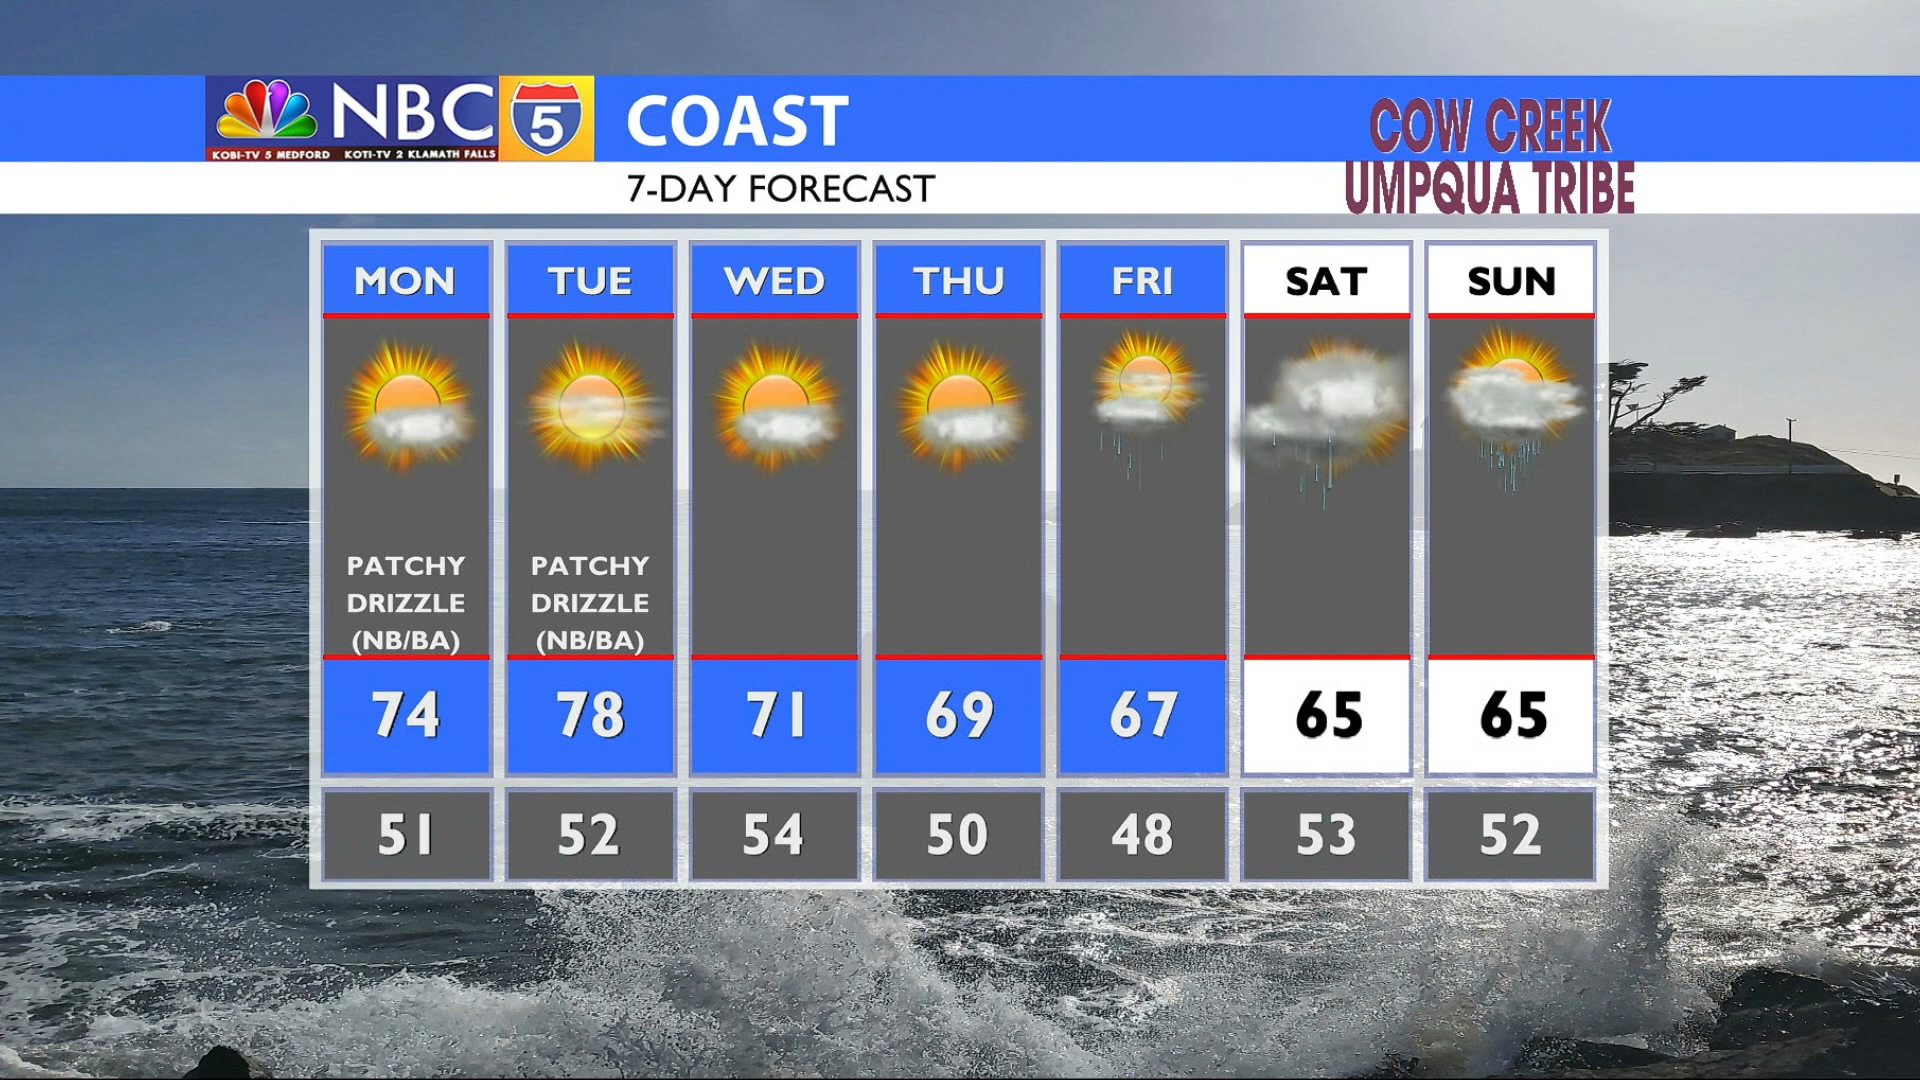 NBC 5
KOBI-TV 5 MEDFORD KOTI-TV 2 KLAMATH FALLS
COAST
7-DAY FORECAST
COW CREEK
UMPQUA TRIBE
MON TUE WED THU FRI SAT SUN
PATCHY PATCHY
DRIZZLE DRIZZLE
(NB/BA) (NB/BA)
74 78 71 69 67 65 65
51 52 54 50 48 53 52